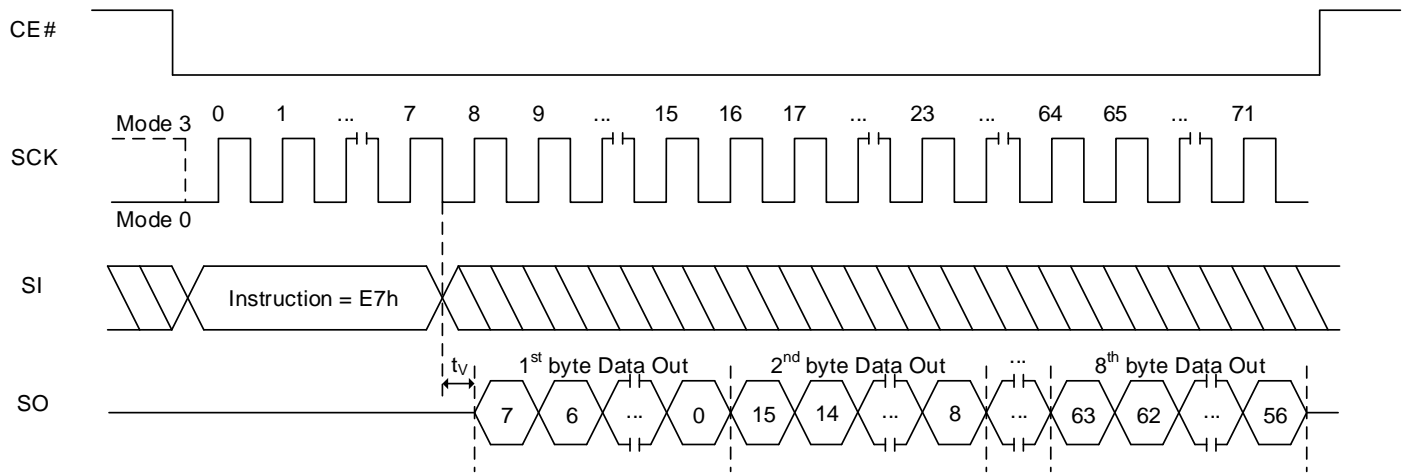 CE#
0 1 ... 7 8 9 ... 15 16 17 ... 23 ... 64 65 ... 71
Mode 3
SCK
Mode 0
SI
Instruction = E7h
tV 1st byte Data Out 2nd byte Data Out ... 8th byte Data Out
SO
7 6 ... 0 15 14 ... 8 ... 63 62 ... 56